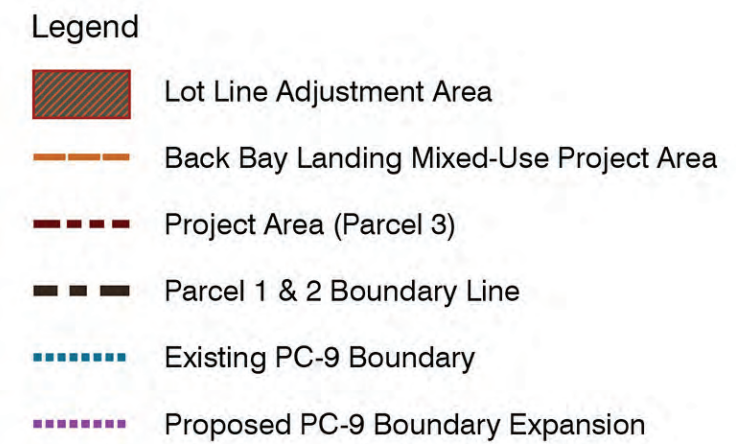 Legend
Lot Line Adjustment Area
Back Bay Landing Mixed-Use Project Area
Project Area (Parcel 3)
Parcel 1 & 2 Boundary Line
Existing PC-9 Boundary
Proposed PC-9 Boundary Expansion